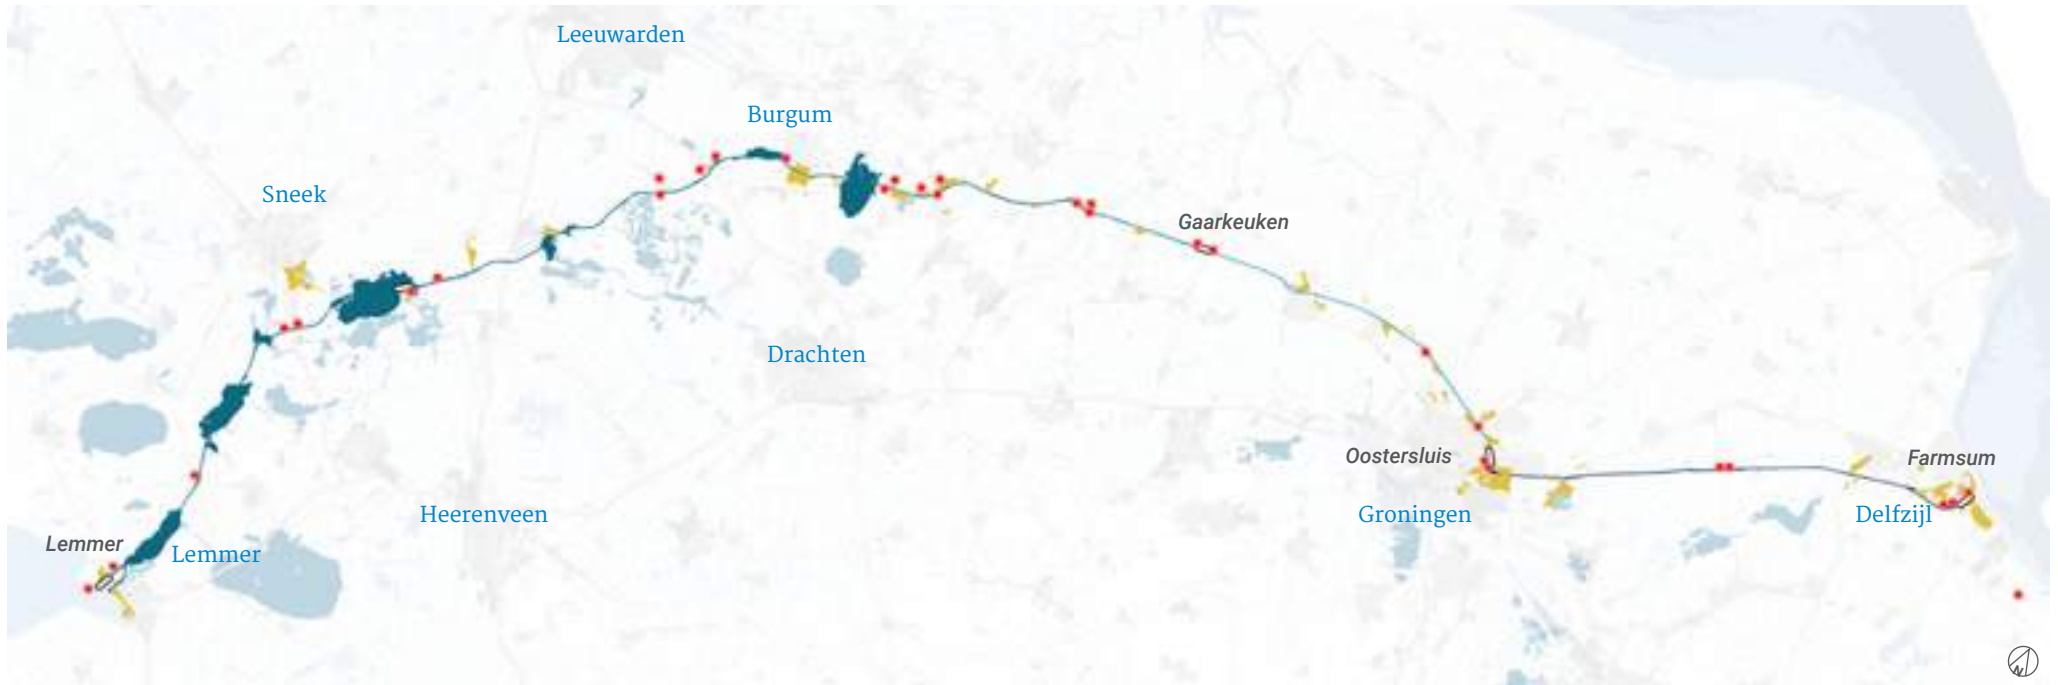 Leeuwarden
Burgum
Sneek
Gaarkeuken
Drachten
Oostersluis
Farmsum
Heerenveen
Groningen
Delfzijl
Lemmer
Lemmer
N